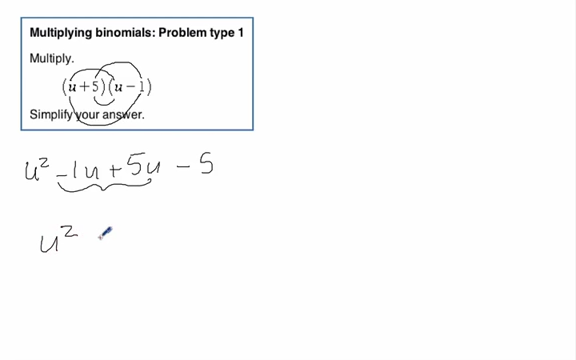 Multiplying binomials: Problem type 1
Multiply.
(u+5)(u−1)
Simplify your answer.
u² −1u +5u − 5
u²